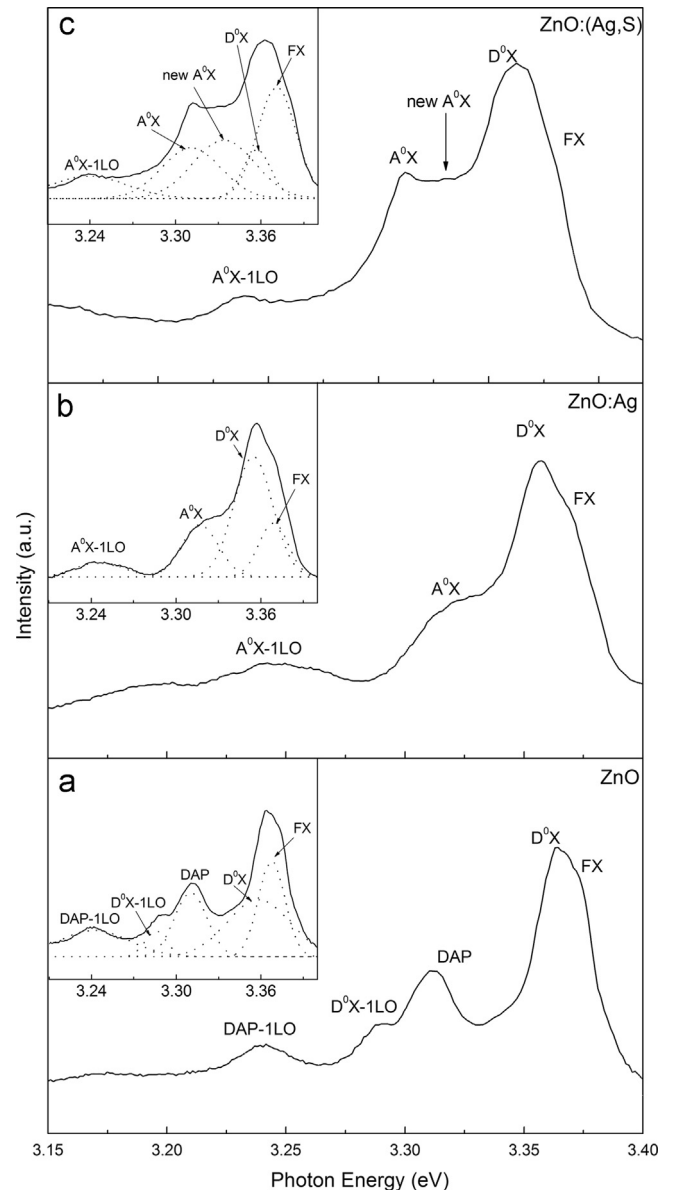 c
ZnO:(Ag,S)
D⁰X
FX
new A⁰X
A⁰X
A⁰X-1LO
3.24 3.30 3.36
D⁰X
new A⁰X
A⁰X
FX
A⁰X-1LO
b
ZnO:Ag
D⁰X
FX
A⁰X
A⁰X-1LO
3.24 3.30 3.36
D⁰X
FX
A⁰X
A⁰X-1LO
Intensity (a.u.)
a
ZnO
FX
DAP
D⁰X
D⁰X-1LO
DAP-1LO
3.24 3.30 3.36
D⁰X
FX
DAP
D⁰X-1LO
DAP-1LO
3.15 3.20 3.25 3.30 3.35 3.40
Photon Energy (eV)